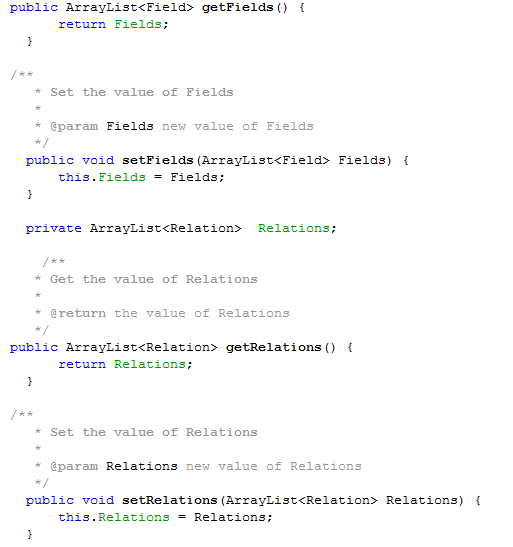 public ArrayList<Field> getFields() {
return Fields;
}
/**
* Set the value of Fields
*
* @param Fields new value of Fields
*/
public void setFields(ArrayList<Field> Fields) {
this.Fields = Fields;
}
private ArrayList<Relation>  Relations;
/**
* Get the value of Relations
*
* @return the value of Relations
*/
public ArrayList<Relation> getRelations() {
return Relations;
}
/**
* Set the value of Relations
*
* @param Relations new value of Relations
*/
public void setRelations(ArrayList<Relation> Relations) {
this.Relations = Relations;
}